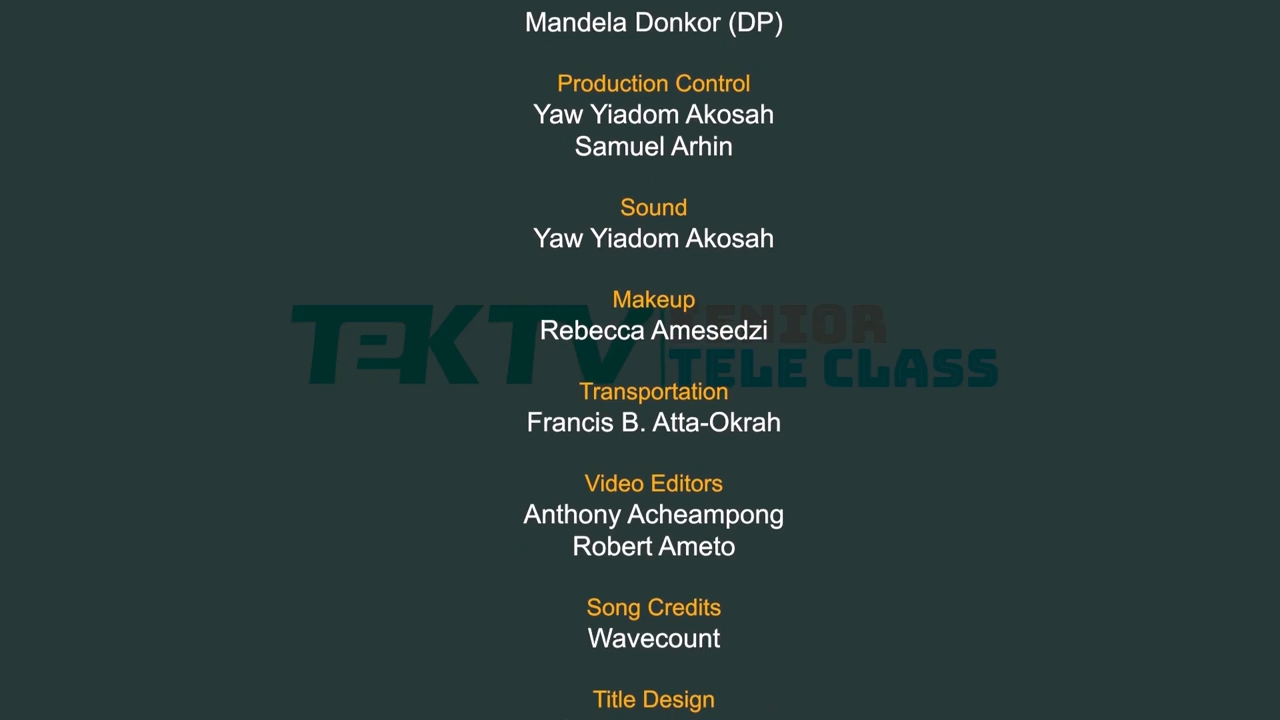 Mandela Donkor (DP)
Production Control
Yaw Yiadom Akosah
Samuel Arhin
Sound
Yaw Yiadom Akosah
Makeup
Rebecca Amesedzi
TEKTV SENIOR
TELE CLASS
Transportation
Francis B. Atta-Okrah
Video Editors
Anthony Acheampong
Robert Ameto
Song Credits
Wavecount
Title Design